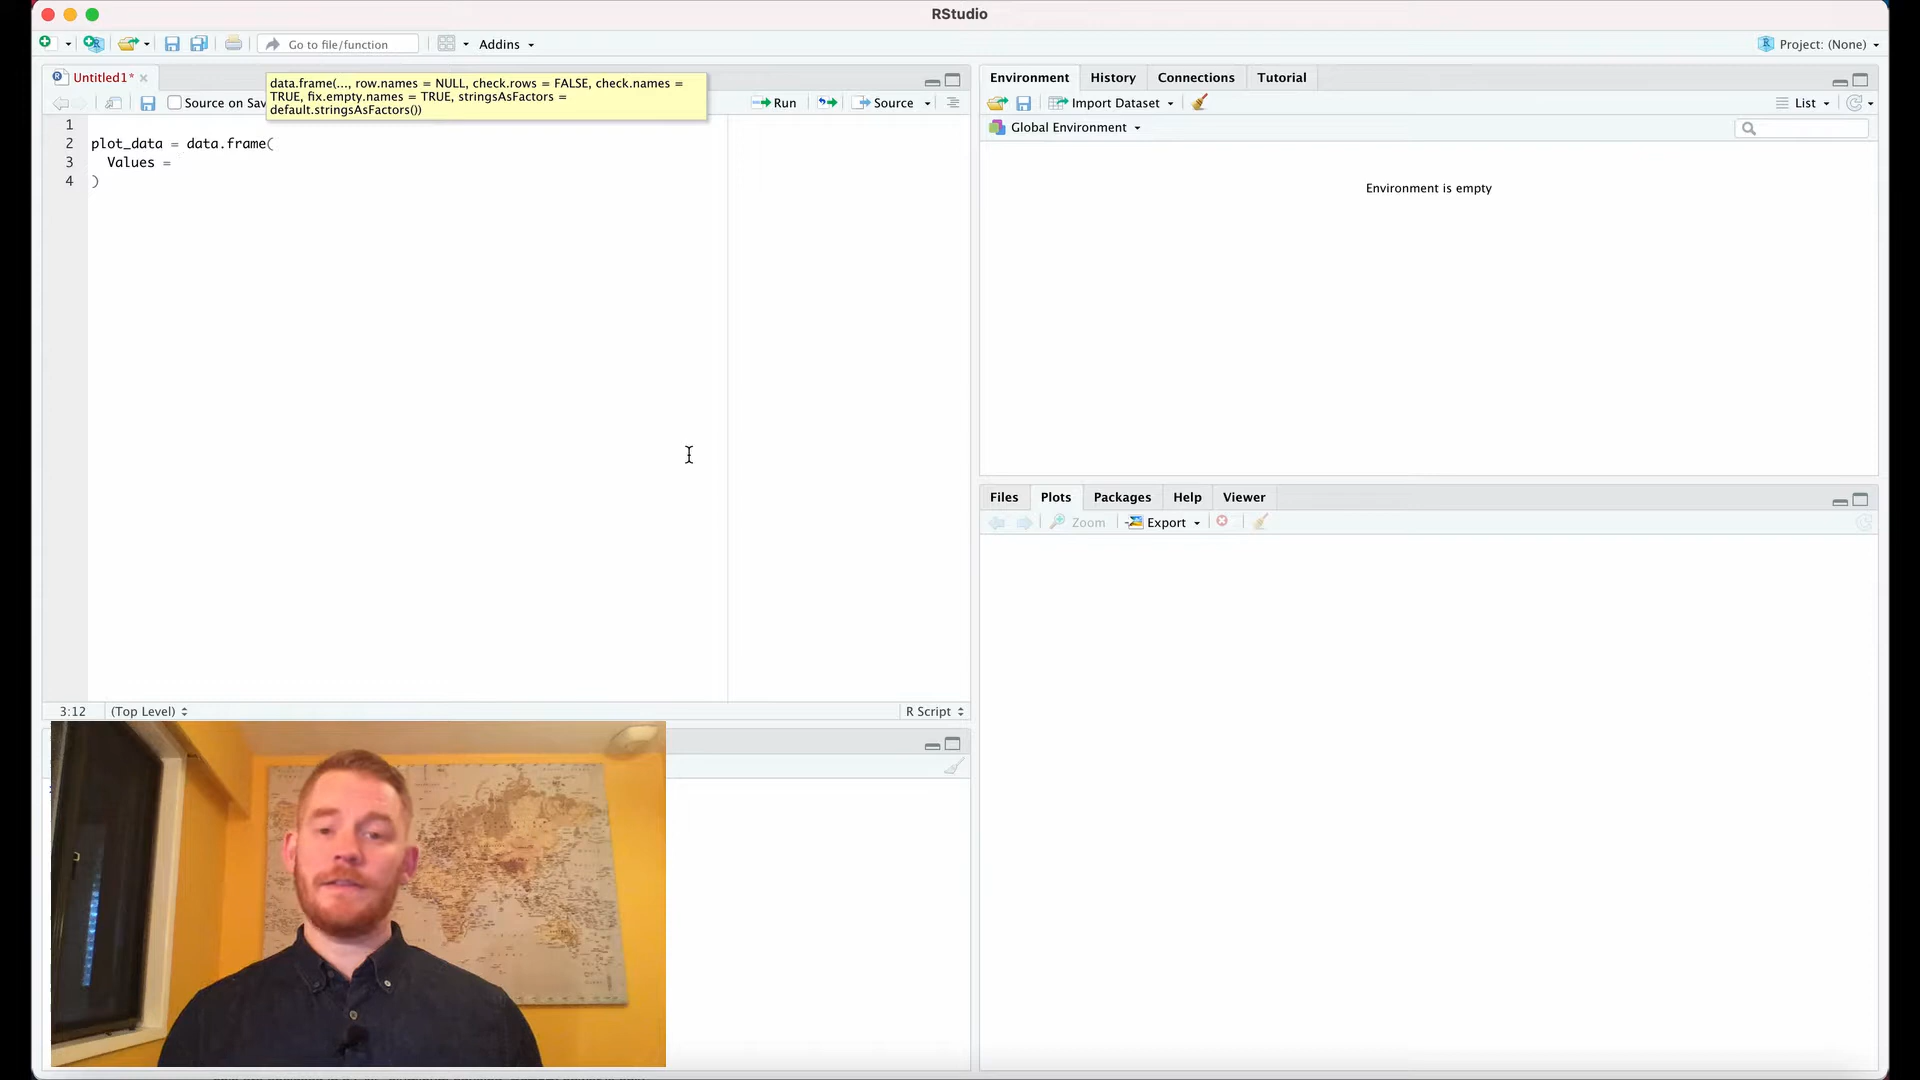 RStudio
Go to file/function
Addins
Project: (None)
Untitled1*
data.frame(..., row.names = NULL, check.rows = FALSE, check.names =
TRUE, fix.empty.names = TRUE, stringsAsFactors =
default.stringsAsFactors())
Source on Sav
Run
Source
1
2 plot_data = data.frame(
3 Values =
4 )
3:12
(Top Level)
R Script
Environment
History
Connections
Tutorial
Import Dataset
List
Global Environment
Environment is empty
Files
Plots
Packages
Help
Viewer
Zoom
Export